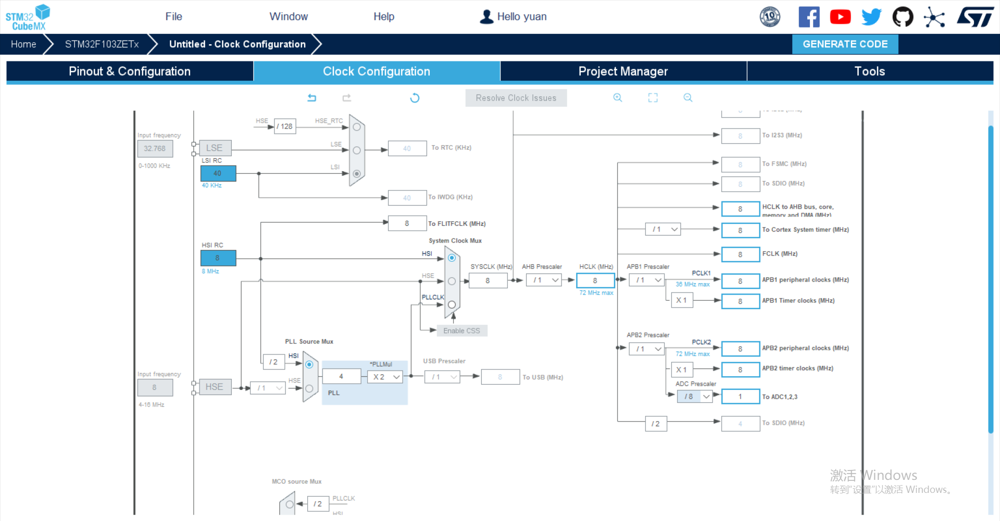 STM32
CubeMX
File
Window
Help
Hello yuan
10
ST
Home
STM32F103ZETx
Untitled - Clock Configuration
GENERATE CODE
Pinout & Configuration
Clock Configuration
Project Manager
Tools
Resolve Clock Issues
HSE
/ 128
HSE_RTC
Input frequency
32.768
0-1000 KHz
LSE
LSE
40
To RTC (KHz)
8
To I2S3 (MHz)
LSI RC
40
40 KHz
LSI
8
To FSMC (MHz)
8
To SDIO (MHz)
40
To IWDG (KHz)
8
HCLK to AHB bus, core,
memory and DMA (MHz)
8
To FLITFCLK (MHz)
/ 1
8
To Cortex System timer (MHz)
System Clock Mux
HSI RC
8
8 MHz
HSI
8
FCLK (MHz)
HSE
SYSCLK (MHz)
8
AHB Prescaler
/ 1
HCLK (MHz)
8
72 MHz max
APB1 Prescaler
/ 1
PCLK1
36 MHz max
8
APB1 peripheral clocks (MHz)
PLLCLK
X 1
8
APB1 Timer clocks (MHz)
Enable CSS
PLL Source Mux
APB2 Prescaler
/ 1
PCLK2
72 MHz max
8
APB2 peripheral clocks (MHz)
/ 2
HSI
*PLLMul
4
X 2
PLL
USB Prescaler
/ 1
8
To USB (MHz)
X 1
8
APB2 timer clocks (MHz)
Input frequency
8
4-16 MHz
HSE
/ 1
HSE
ADC Prescaler
/ 8
1
To ADC1,2,3
/ 2
4
To SDIO (MHz)
MCO source Mux
/ 2
PLLCLK
HSI
激活 Windows
转到"设置"以激活 Windows。